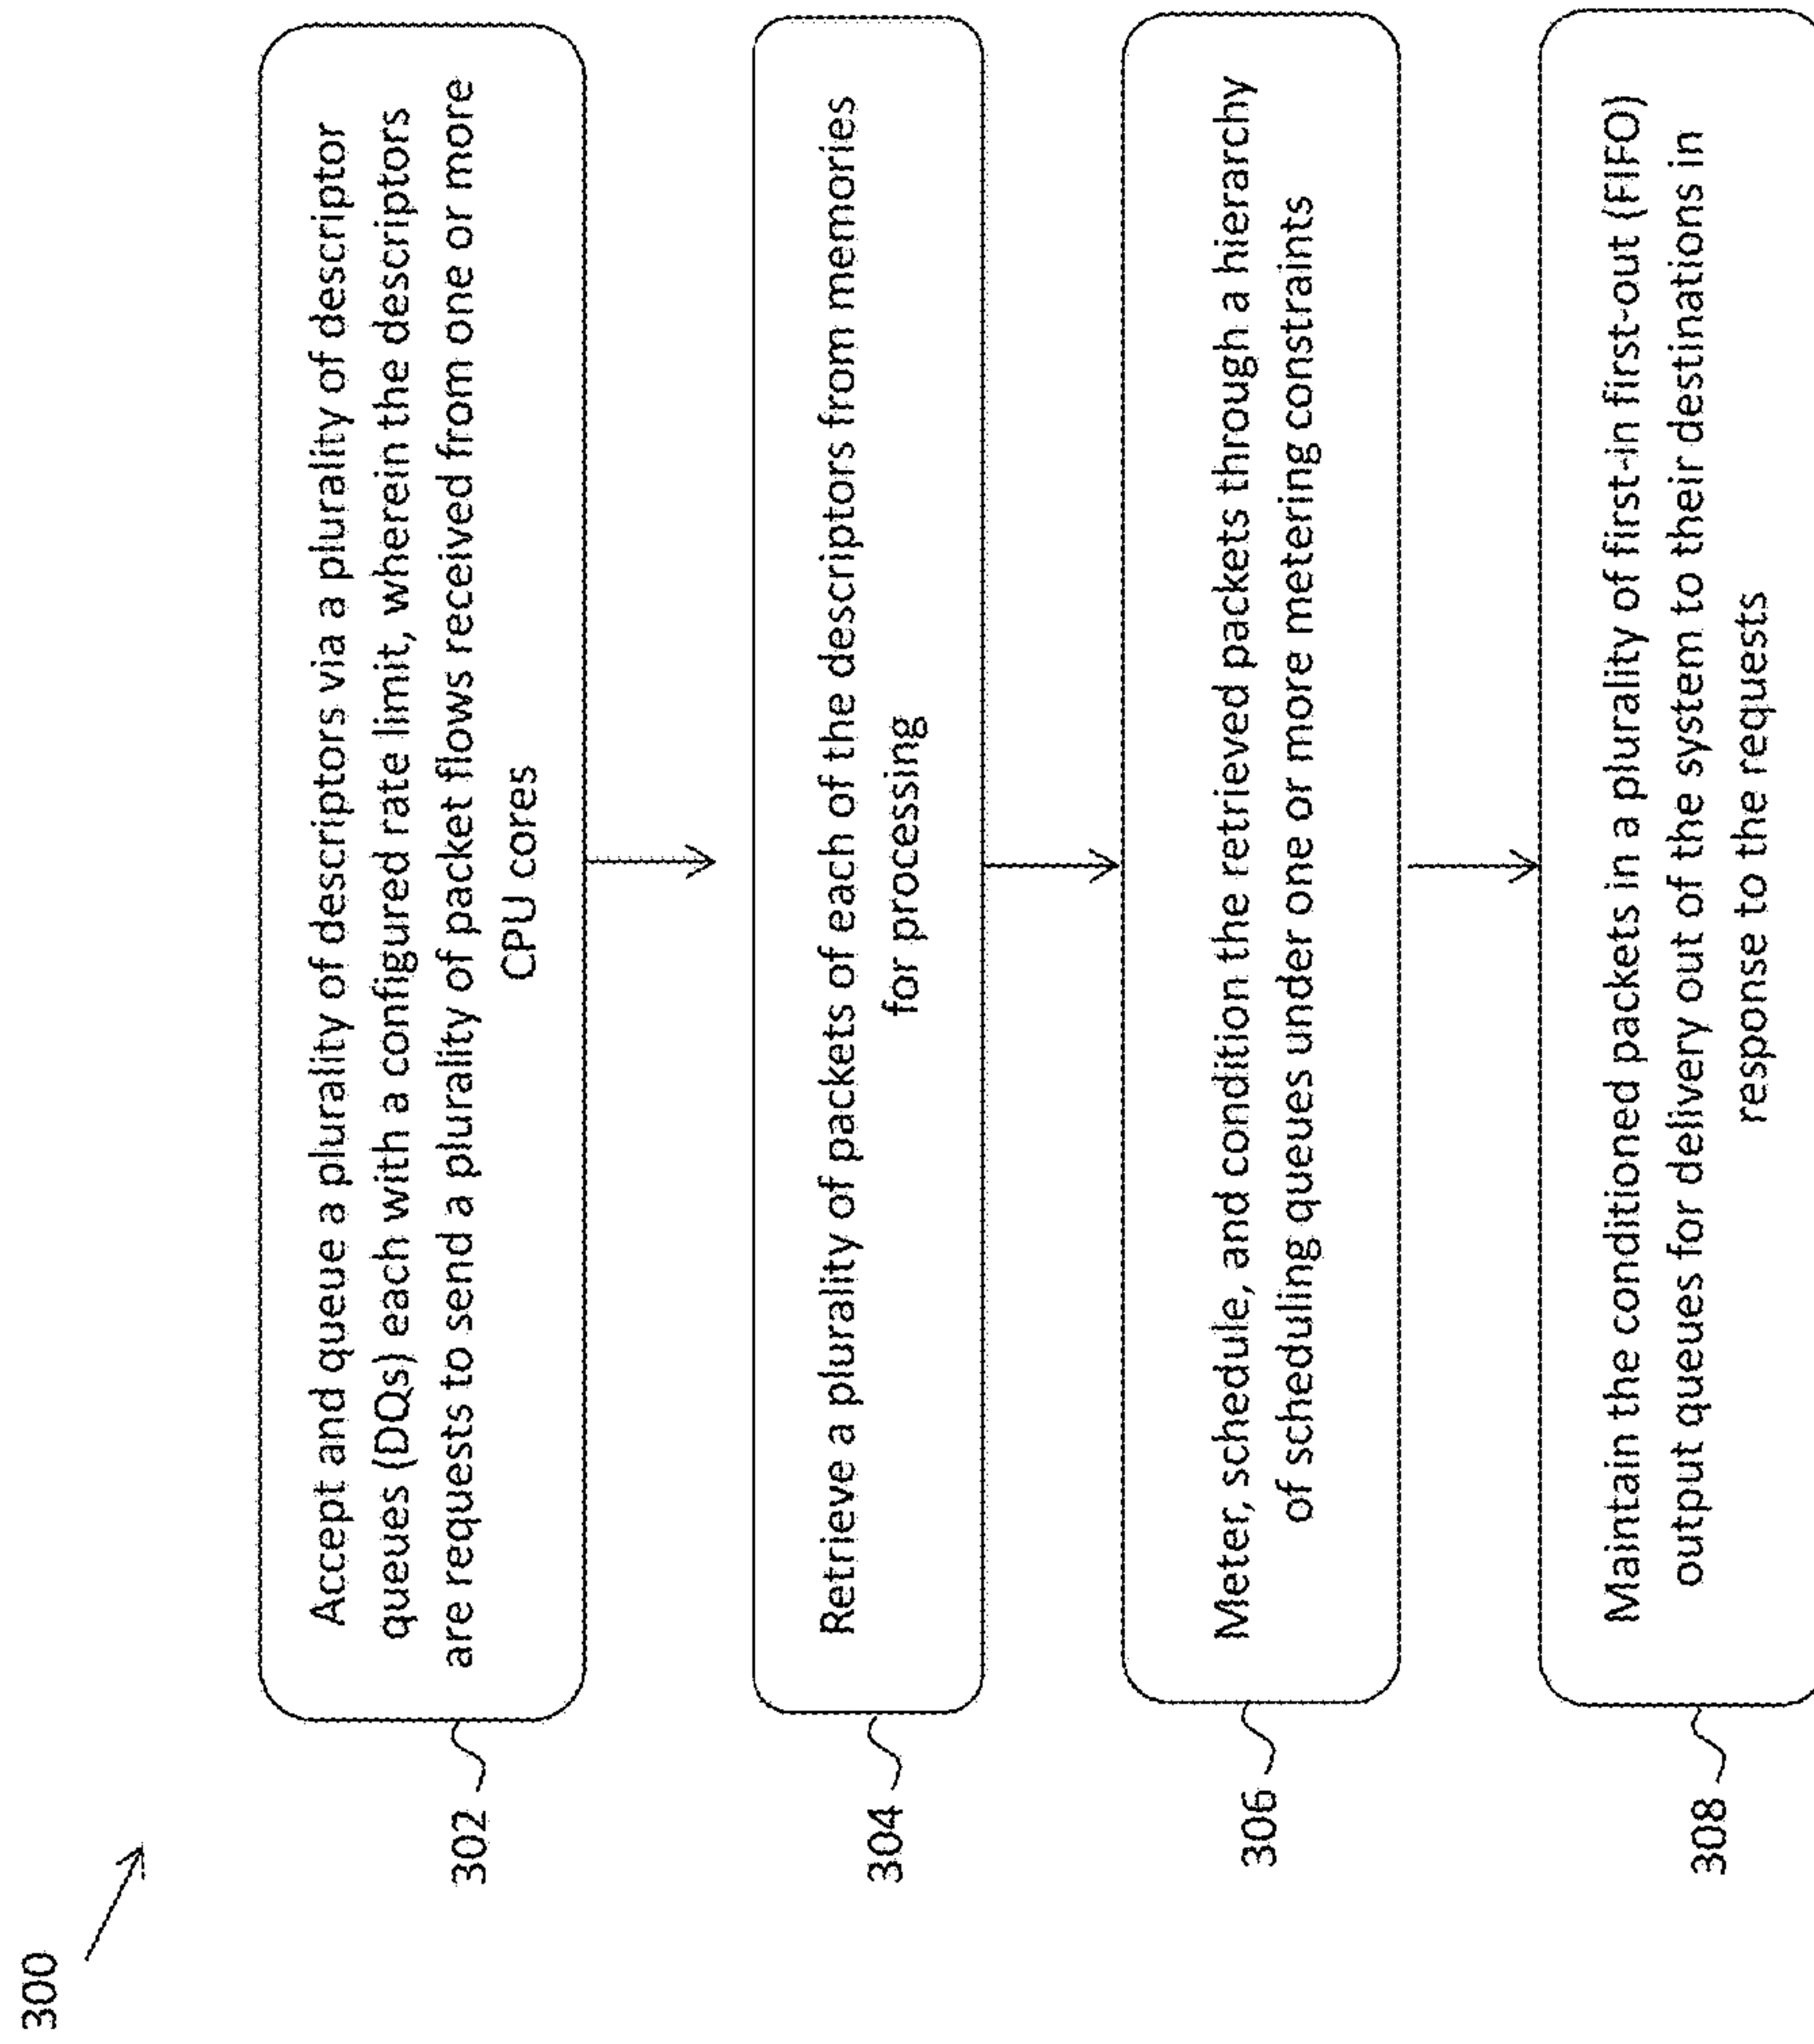 300
302
Accept and queue a plurality of descriptors via a plurality of descriptor
queues (DQs) each with a configured rate limit, wherein the descriptors
are requests to send a plurality of packet flows received from one or more
CPU cores
304
Retrieve a plurality of packets of each of the descriptors from memories
for processing
306
Meter, schedule, and condition the retrieved packets through a hierarchy
of scheduling queues under one or more metering constraints
308
Maintain the conditioned packets in a plurality of first-in first-out (FIFO)
output queues for delivery out of the system to their destinations in
response to the requests